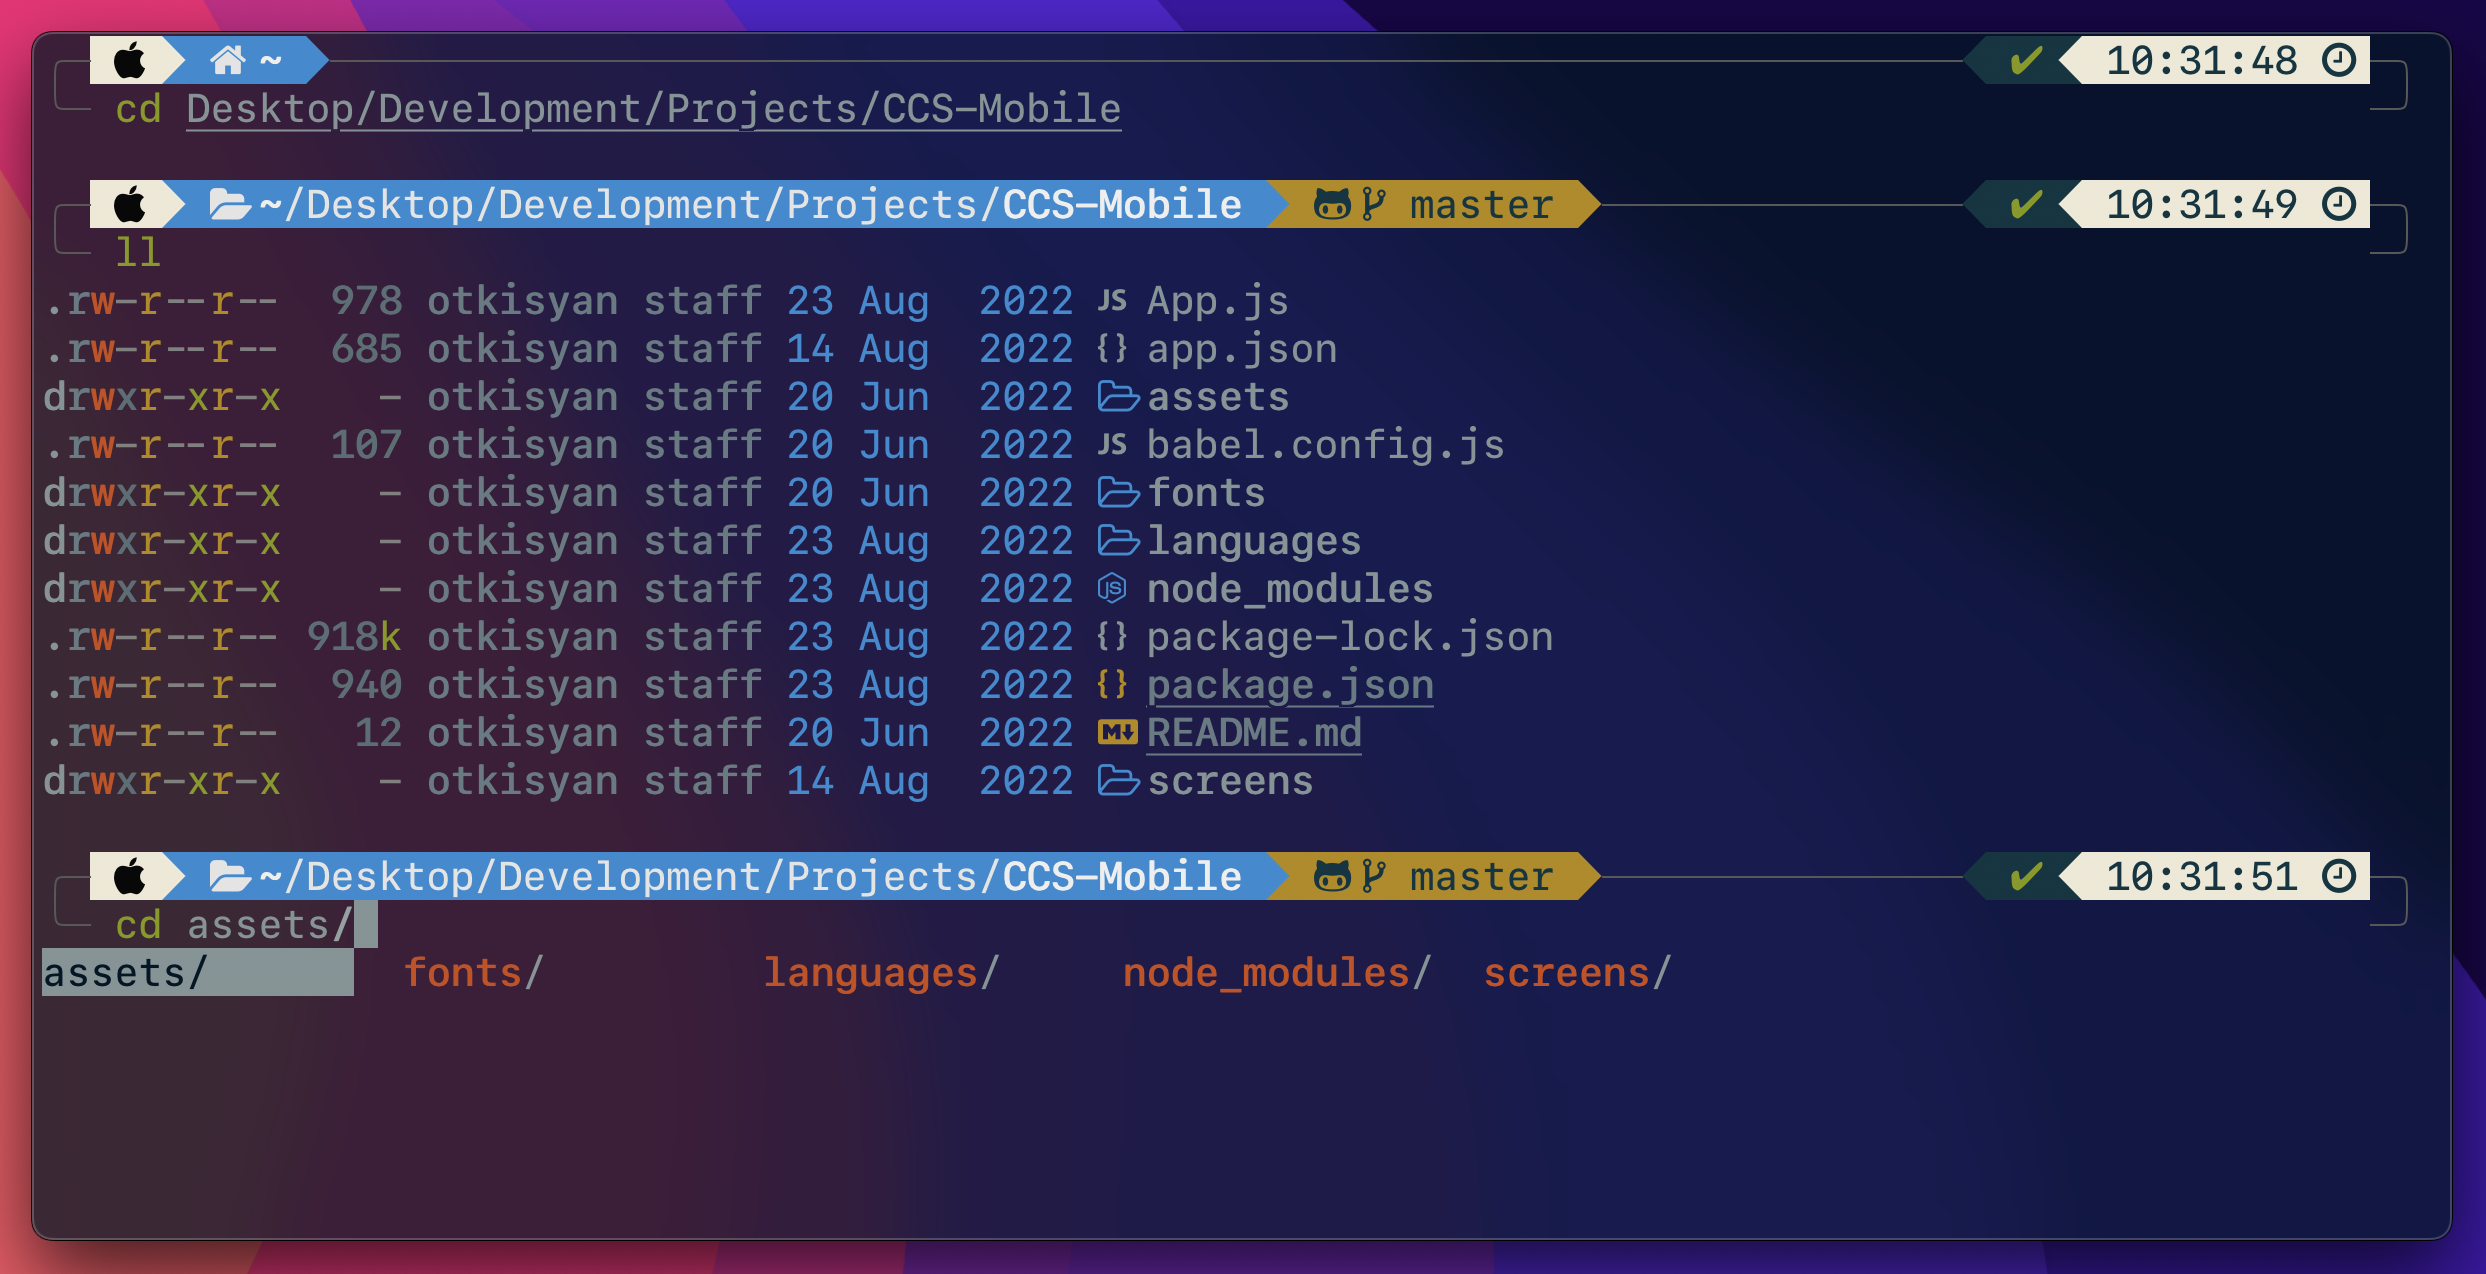 ~ ✔ 10:31:48
cd Desktop/Development/Projects/CCS-Mobile
~/Desktop/Development/Projects/CCS-Mobile master ✔ 10:31:49
ll
.rw-r--r-- 978 otkisyan staff 23 Aug 2022 JS App.js
.rw-r--r-- 685 otkisyan staff 14 Aug 2022 {} app.json
drwxr-xr-x - otkisyan staff 20 Jun 2022 assets
.rw-r--r-- 107 otkisyan staff 20 Jun 2022 JS babel.config.js
drwxr-xr-x - otkisyan staff 20 Jun 2022 fonts
drwxr-xr-x - otkisyan staff 23 Aug 2022 languages
drwxr-xr-x - otkisyan staff 23 Aug 2022 JS node_modules
.rw-r--r-- 918k otkisyan staff 23 Aug 2022 {} package-lock.json
.rw-r--r-- 940 otkisyan staff 23 Aug 2022 {} package.json
.rw-r--r-- 12 otkisyan staff 20 Jun 2022 M↓ README.md
drwxr-xr-x - otkisyan staff 14 Aug 2022 screens
~/Desktop/Development/Projects/CCS-Mobile master ✔ 10:31:51
cd assets/
assets/ fonts/ languages/ node_modules/ screens/